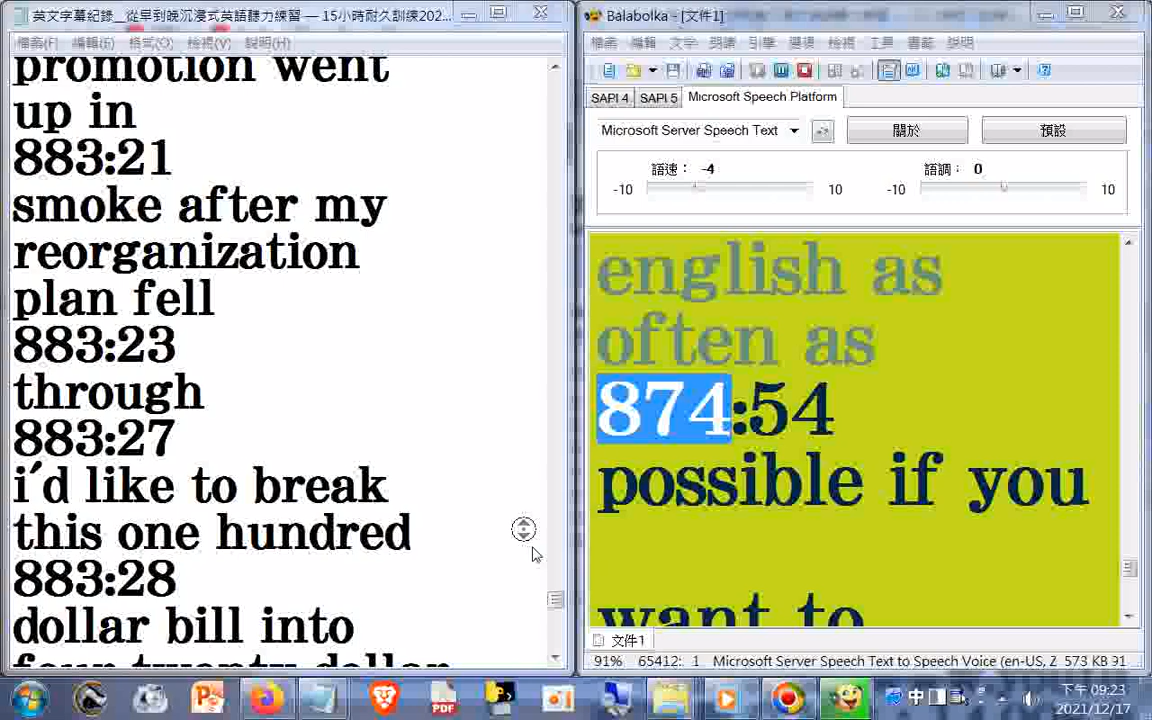 英文字幕紀錄__從早到晚沉浸式英語聽力練習 — 15小時耐久訓練202...
檔案(F) 編輯(E) 格式(O) 檢視(V) 說明(H)
promotion went
up in
883:21
smoke after my
reorganization
plan fell
883:23
through
883:27
i'd like to break
this one hundred
883:28
dollar bill into
four twenty dollar
Balabolka - [文件1]
檔案 編輯 文字 朗讀 引擎 選項 檢視 工具 書籤 說明
SAPI 4 SAPI 5 Microsoft Speech Platform
Microsoft Server Speech Text 關於 預設
語速： -4 語調： 0
-10 10 -10 10
english as
often as
874:54
possible if you
want to
文件1
91% 65412: 1 Microsoft Server Speech Text to Speech Voice (en-US, Z 573 KB 91
PDF 中 下午 09:23
2021/12/17